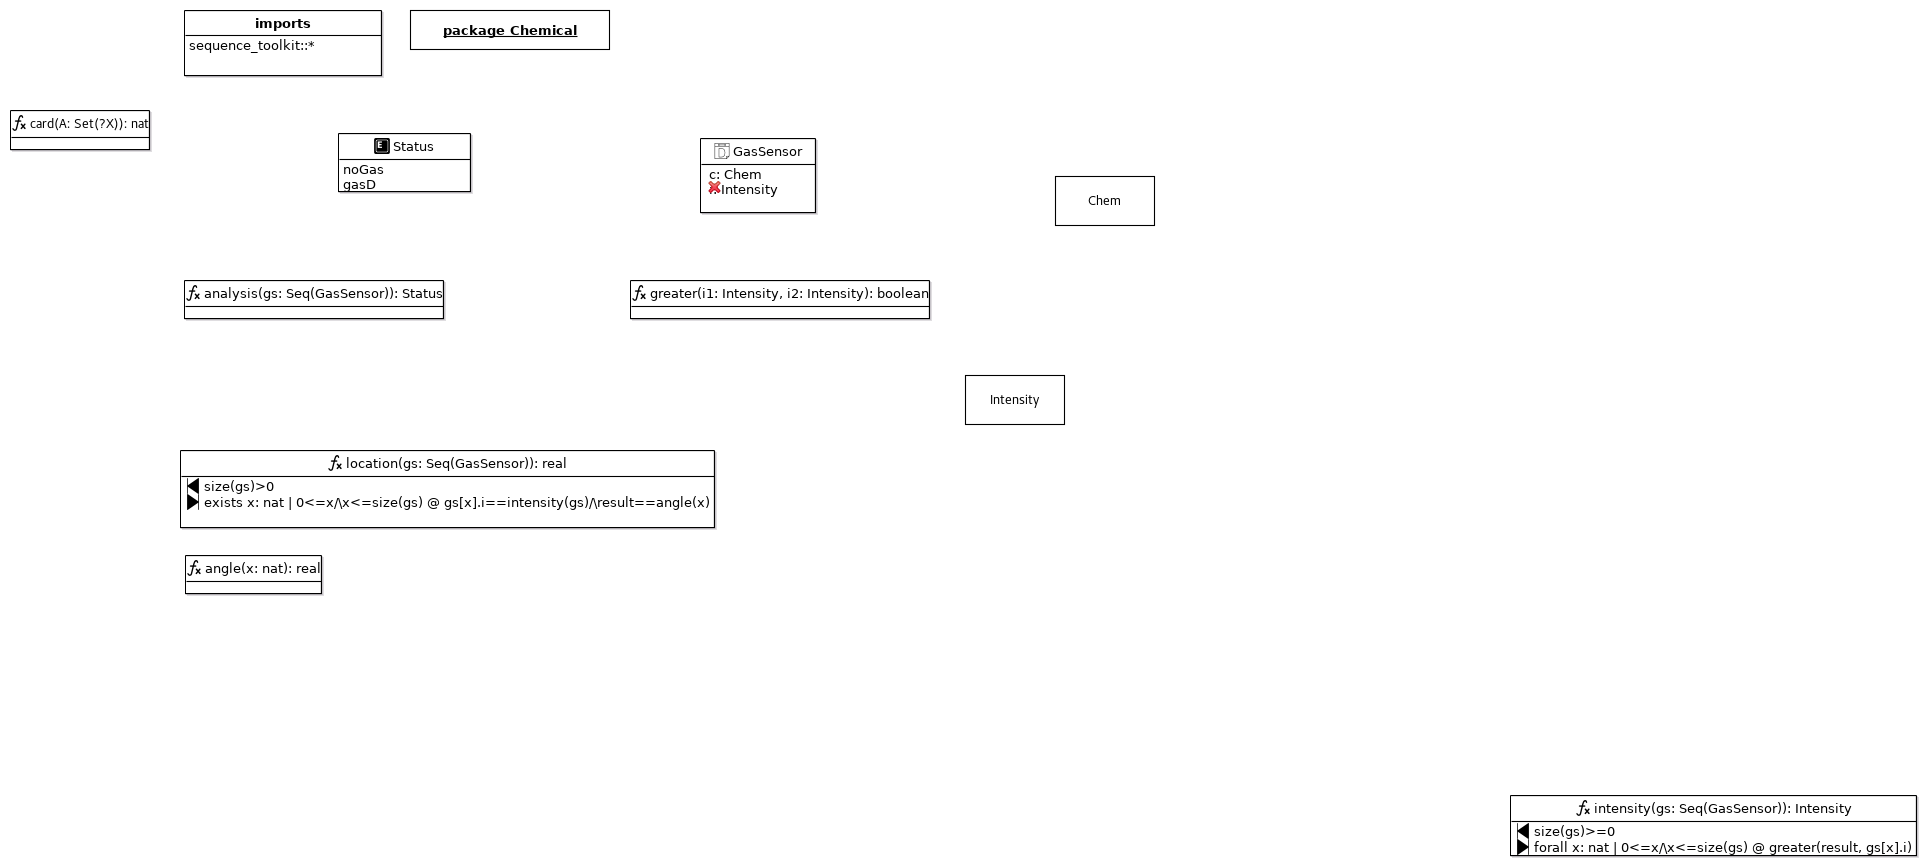 imports
sequence_toolkit::*
package Chemical
card(A: Set(?X)): nat
Status
noGas
gasD
GasSensor
c: Chem
Intensity
Chem
analysis(gs: Seq(GasSensor)): Status
greater(i1: Intensity, i2: Intensity): boolean
Intensity
location(gs: Seq(GasSensor)): real
size(gs)>0
exists x: nat | 0<=x/\x<=size(gs) @ gs[x].i==intensity(gs)/\result==angle(x)
angle(x: nat): real
intensity(gs: Seq(GasSensor)): Intensity
size(gs)>=0
forall x: nat | 0<=x/\x<=size(gs) @ greater(result, gs[x].i)